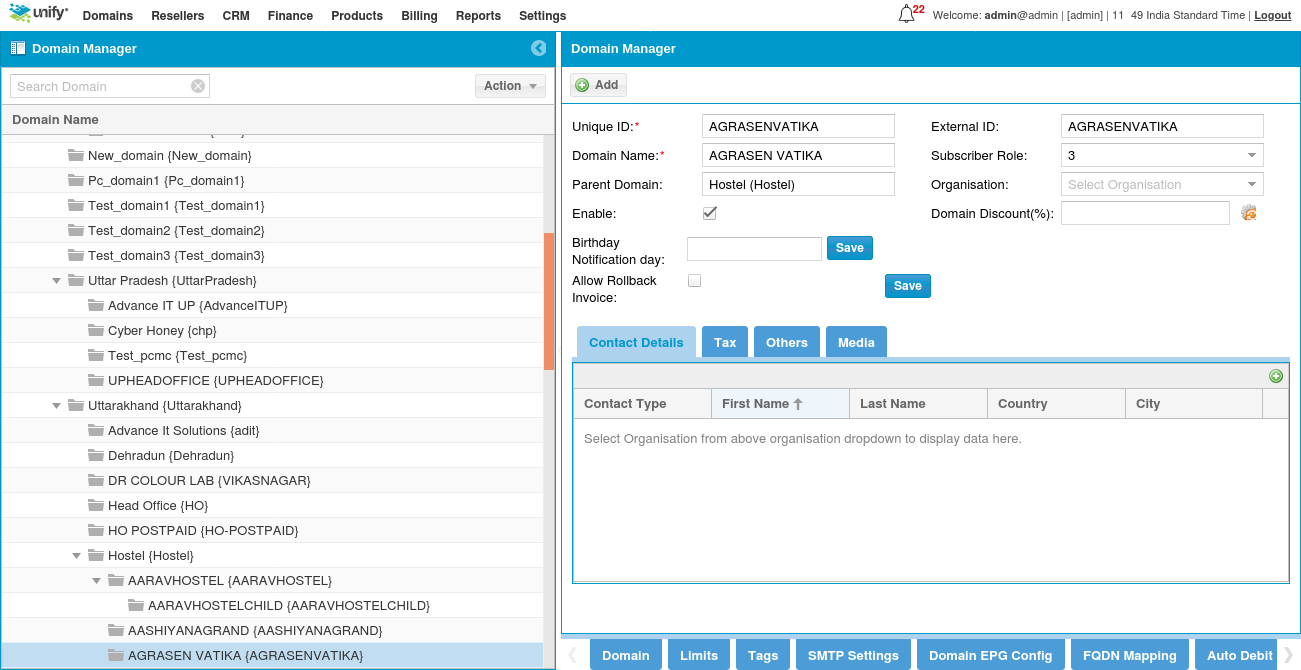 unify Domains Resellers CRM Finance Products Billing Reports Settings 22 Welcome: admin@admin | [admin] | 11 49 India Standard Time | Logout
Domain Manager
Search Domain Action
Domain Name
New_domain {New_domain}
Pc_domain1 {Pc_domain1}
Test_domain1 {Test_domain1}
Test_domain2 {Test_domain2}
Test_domain3 {Test_domain3}
Uttar Pradesh {UttarPradesh}
Advance IT UP {AdvanceITUP}
Cyber Honey {chp}
Test_pcmc {Test_pcmc}
UPHEADOFFICE {UPHEADOFFICE}
Uttarakhand {Uttarakhand}
Advance It Solutions {adit}
Dehradun {Dehradun}
DR COLOUR LAB {VIKASNAGAR}
Head Office {HO}
HO POSTPAID {HO-POSTPAID}
Hostel {Hostel}
AARAVHOSTEL {AARAVHOSTEL}
AARAVHOSTELCHILD {AARAVHOSTELCHILD}
AASHIYANAGRAND {AASHIYANAGRAND}
AGRASEN VATIKA {AGRASENVATIKA}
Domain Manager
Add
Unique ID:* AGRASENVATIKA External ID: AGRASENVATIKA
Domain Name:* AGRASEN VATIKA Subscriber Role: 3
Parent Domain: Hostel (Hostel) Organisation: Select Organisation
Enable: Domain Discount(%):
Birthday
Notification day: Save
Allow Rollback
Invoice: Save
Contact Details Tax Others Media
Contact Type First Name Last Name Country City
Select Organisation from above organisation dropdown to display data here.
Domain Limits Tags SMTP Settings Domain EPG Config FQDN Mapping Auto Debit